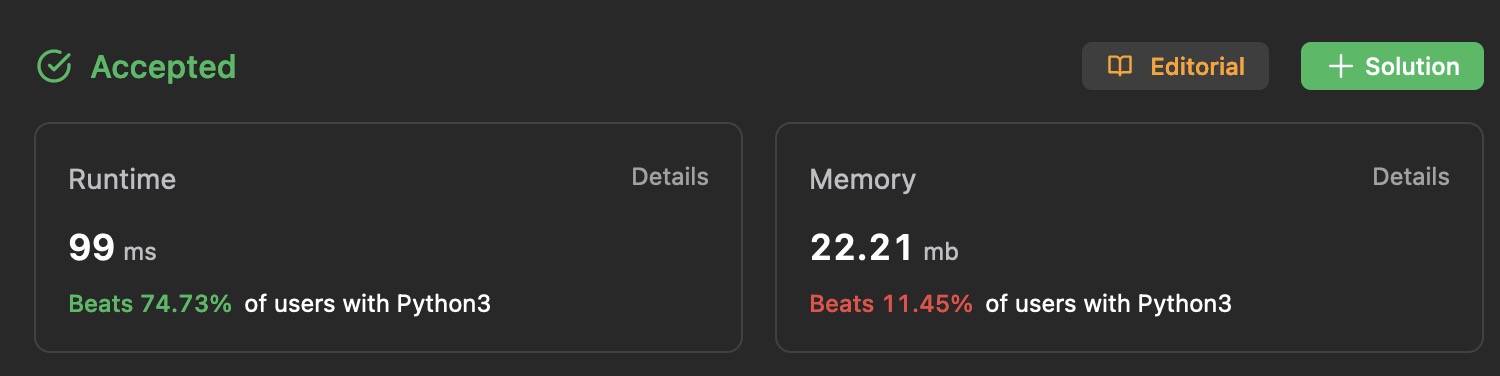 Accepted
Editorial
+ Solution
Runtime
Details
99 ms
Beats 74.73% of users with Python3
Memory
Details
22.21 mb
Beats 11.45% of users with Python3